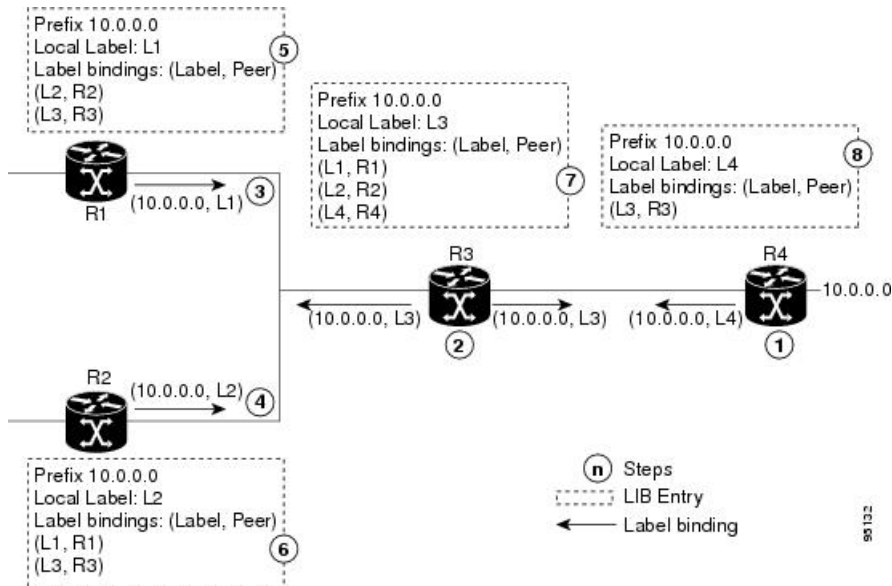 Prefix 10.0.0.0
Local Label: L1
Label bindings: (Label, Peer)
(L2, R2)
(L3, R3)
5
R1
(10.0.0.0, L1)
3
Prefix 10.0.0.0
Local Label: L3
Label bindings: (Label, Peer)
(L1, R1)
(L2, R2)
(L4, R4)
7
Prefix 10.0.0.0
Local Label: L4
Label bindings: (Label, Peer)
(L3, R3)
8
R3
R4
10.0.0.0
(10.0.0.0, L3)
(10.0.0.0, L3)
(10.0.0.0, L4)
2
1
R2
(10.0.0.0, L2)
4
Prefix 10.0.0.0
Local Label: L2
Label bindings: (Label, Peer)
(L1, R1)
(L3, R3)
6
n Steps
LIB Entry
Label binding
95132